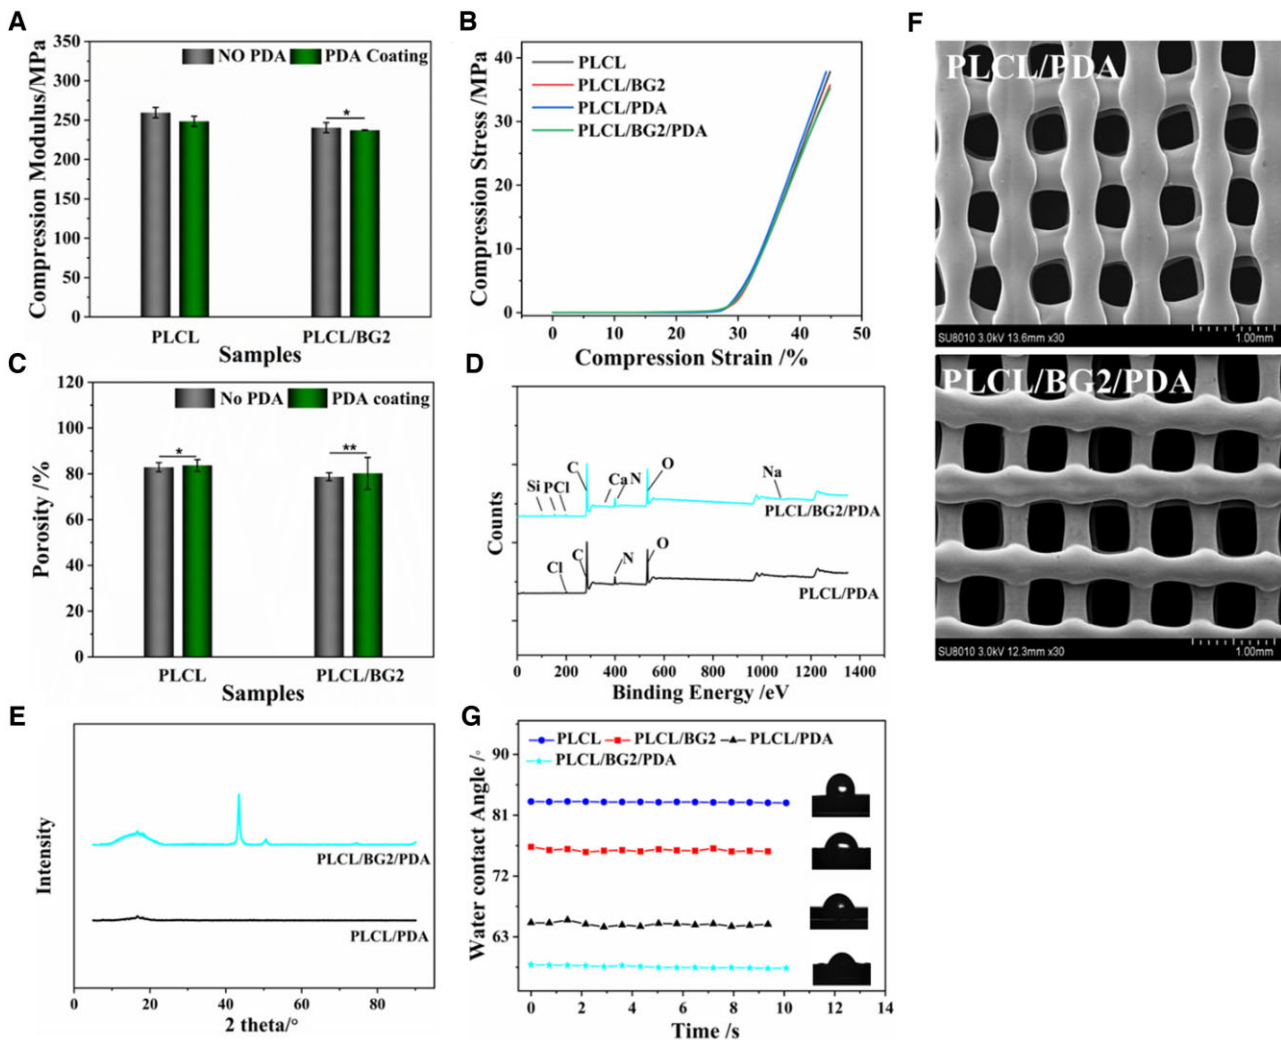 A
350
300
250
200
150
100
50
0
Compression Modulus/MPa
NO PDA
PDA Coating
*
PLCL
PLCL/BG2
Samples
B
40
30
20
10
0
Compression Stress /MPa
PLCL
PLCL/BG2
PLCL/PDA
PLCL/BG2/PDA
0 10 20 30 40 50
Compression Strain /%
C
120
100
80
60
40
20
0
Porosity /%
No PDA
PDA coating
*
**
PLCL
PLCL/BG2
Samples
D
Counts
Si
P
Cl
C
Ca
N
O
Na
PLCL/BG2/PDA
Cl
C
N
O
PLCL/PDA
0 200 400 600 800 1000 1200 1400
Binding Energy /eV
E
Intensity
PLCL/BG2/PDA
PLCL/PDA
0 20 40 60 80
2 theta/°
G
90
81
72
63
Water contact Angle /°
PLCL
PLCL/BG2
PLCL/PDA
PLCL/BG2/PDA
0 2 4 6 8 10 12 14
Time /s
F
PLCL/PDA
SU8010 3.0kV 13.6mm x30
1.00mm
PLCL/BG2/PDA
SU8010 3.0kV 12.3mm x30
1.00mm